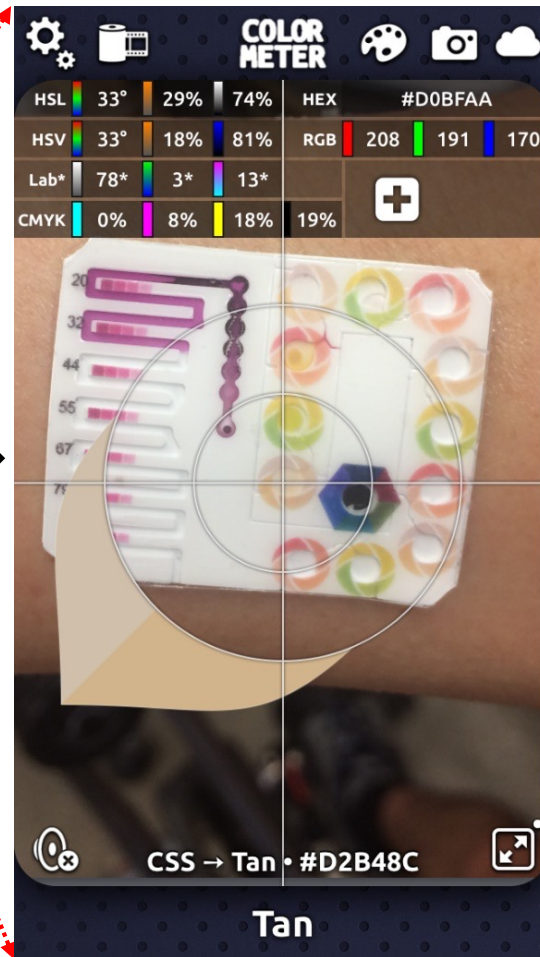 COLOR
METER
HSL 33° 29% 74% HEX #D0BFAA
HSV 33° 18% 81% RGB 208 191 170
Lab* 78* 3* 13*
CMYK 0% 8% 18% 19%
20
32
44
55
67
79
CSS → Tan • #D2B48C
Tan